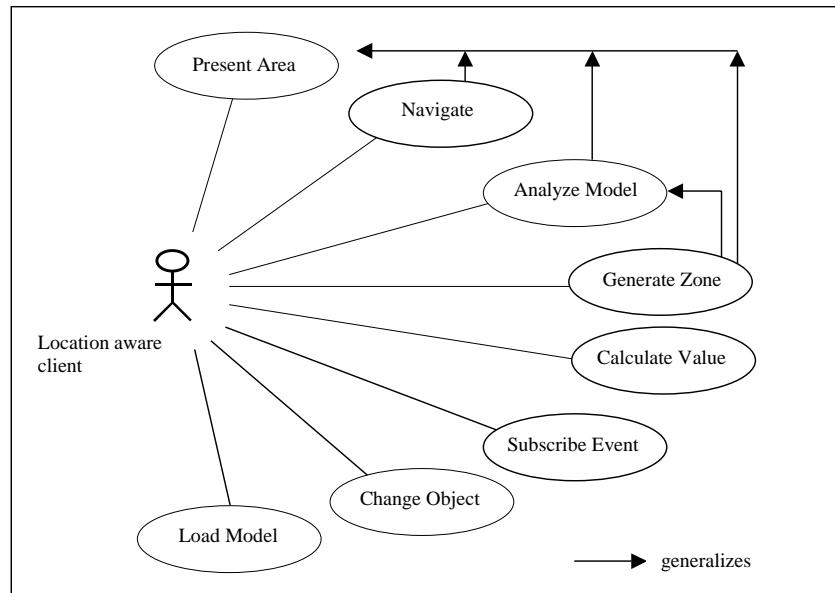 Present Area
Navigate
Analyze Model
Generate Zone
Location aware
client
Calculate Value
Subscribe Event
Change Object
Load Model
generalizes